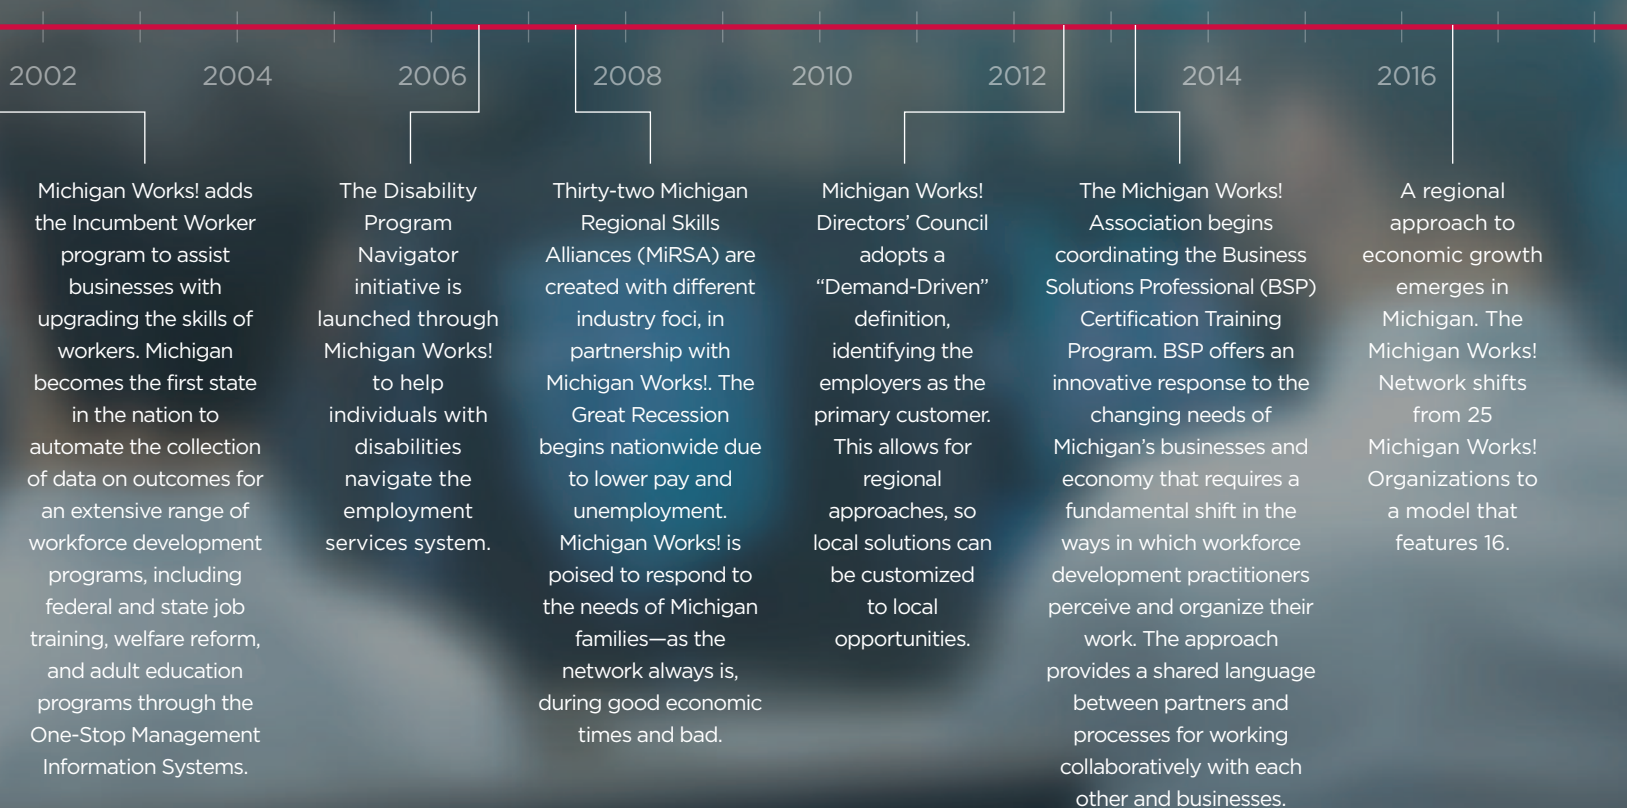 2002
2004
2006
2008
2010
2012
2014
2016
Michigan Works! adds
the Incumbent Worker
program to assist
businesses with
upgrading the skills of
workers. Michigan
becomes the first state
in the nation to
automate the collection
of data on outcomes for
an extensive range of
workforce development
programs, including
federal and state job
training, welfare reform,
and adult education
programs through the
One-Stop Management
Information Systems.
The Disability
Program
Navigator
initiative is
launched through
Michigan Works!
to help
individuals with
disabilities
navigate the
employment
services system.
Thirty-two Michigan
Regional Skills
Alliances (MiRSA) are
created with different
industry foci, in
partnership with
Michigan Works!. The
Great Recession
begins nationwide due
to lower pay and
unemployment.
Michigan Works! is
poised to respond to
the needs of Michigan
families—as the
network always is,
during good economic
times and bad.
Michigan Works!
Directors’ Council
adopts a
“Demand-Driven”
definition,
identifying the
employers as the
primary customer.
This allows for
regional
approaches, so
local solutions can
be customized
to local
opportunities.
The Michigan Works!
Association begins
coordinating the Business
Solutions Professional (BSP)
Certification Training
Program. BSP offers an
innovative response to the
changing needs of
Michigan’s businesses and
economy that requires a
fundamental shift in the
ways in which workforce
development practitioners
perceive and organize their
work. The approach
provides a shared language
between partners and
processes for working
collaboratively with each
other and businesses.
A regional
approach to
economic growth
emerges in
Michigan. The
Michigan Works!
Network shifts
from 25
Michigan Works!
Organizations to
a model that
features 16.